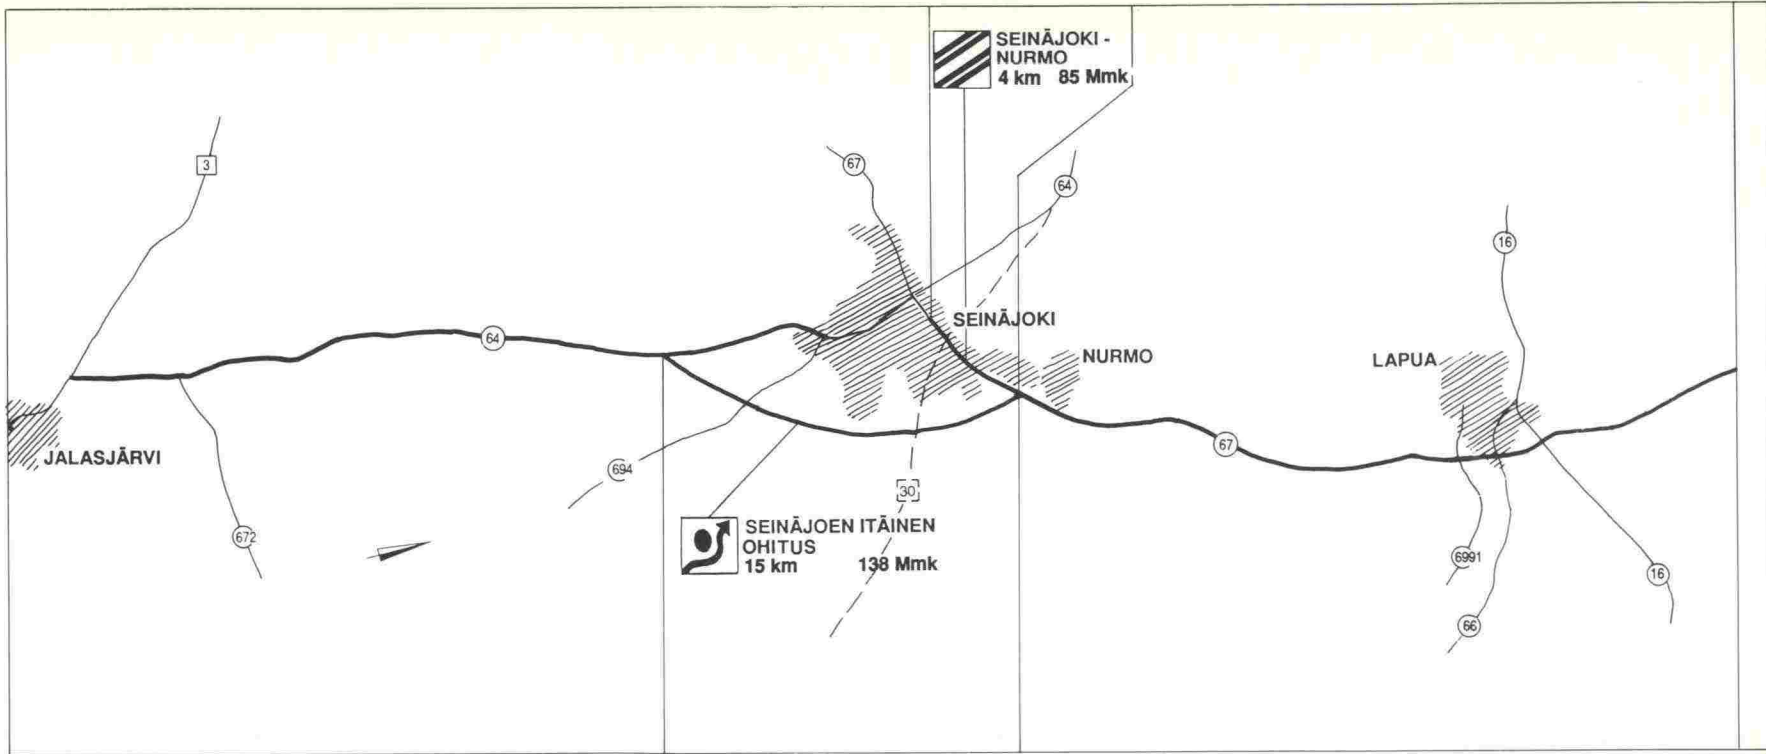 SEINÄJOKI -
NURMO
4 km 85 Mmk
3
67
64
16
SEINÄJOKI
64
NURMO
LAPUA
JALASJÄRVI
67
694
30
672
SEINÄJOEN ITÄINEN
OHITUS
15 km 138 Mmk
6991
16
66